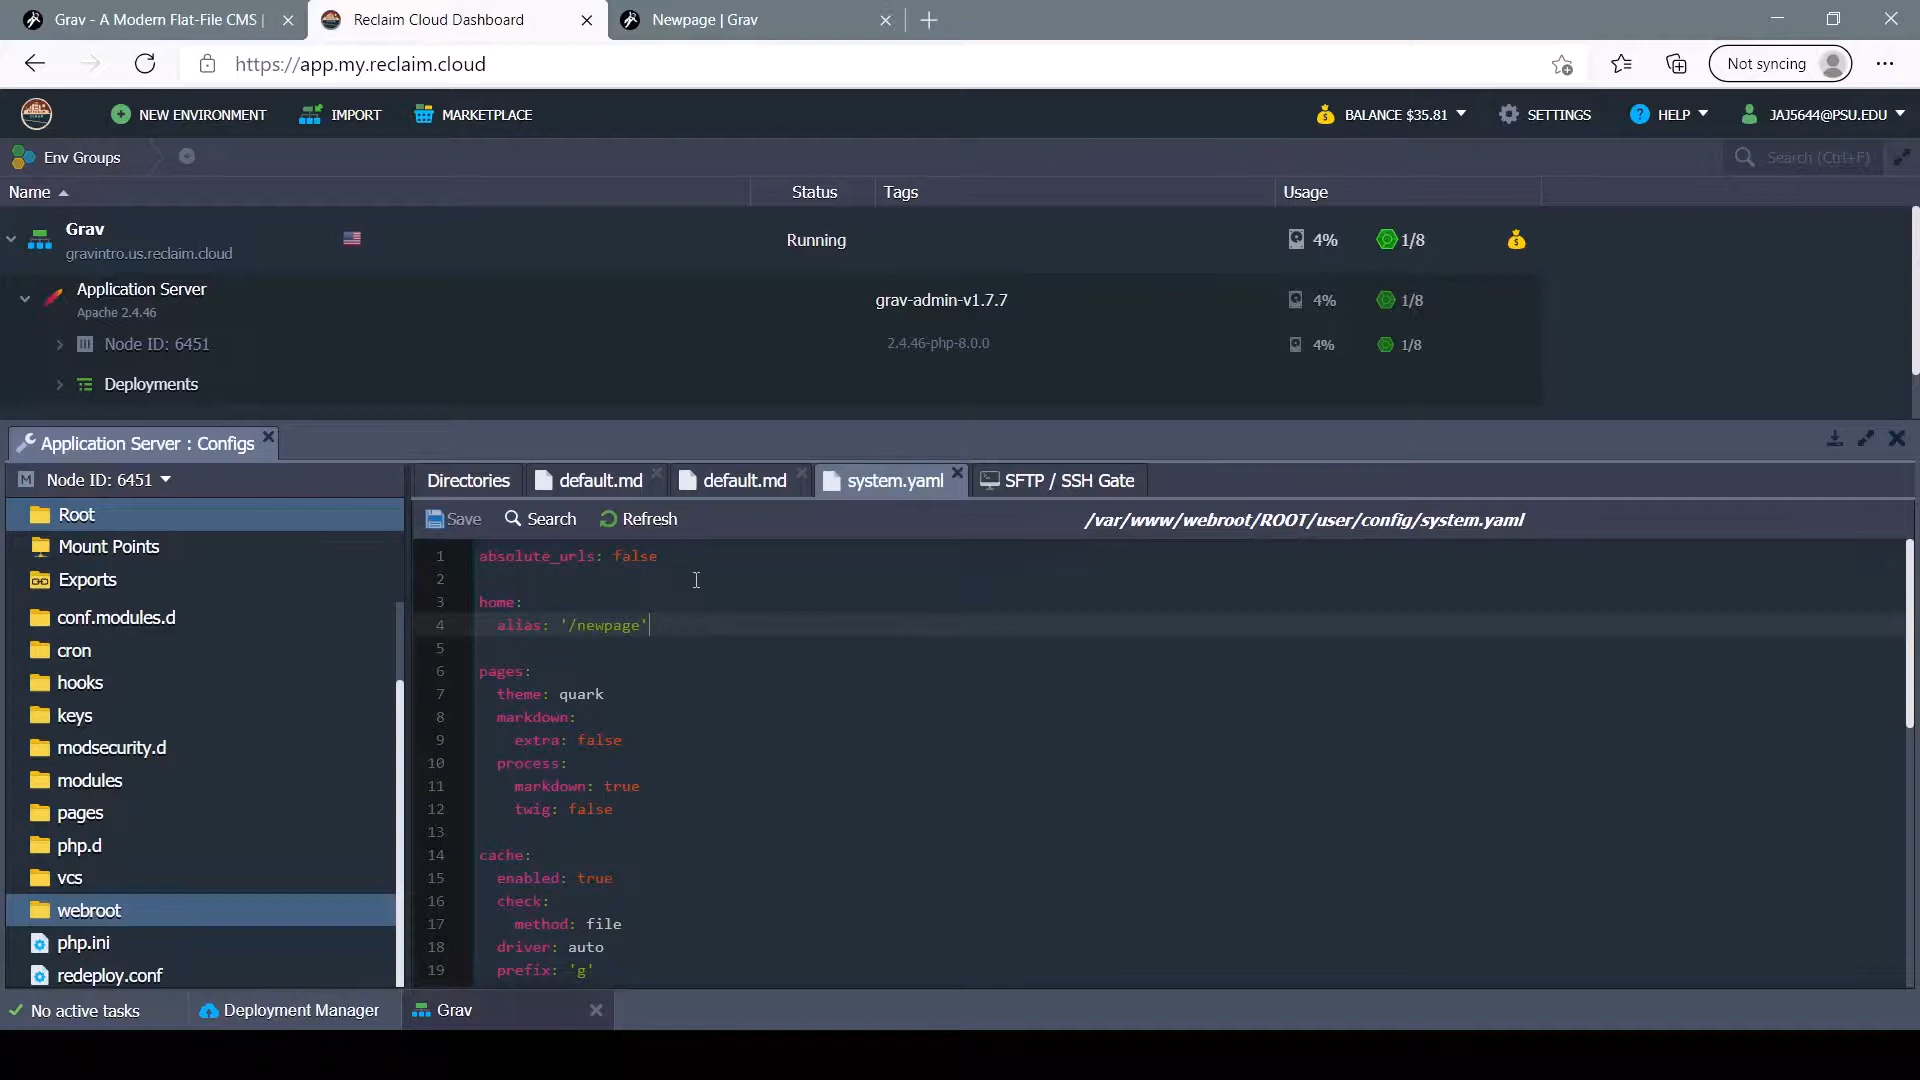 Grav - A Modern Flat-File CMS |
Reclaim Cloud Dashboard
Newpage | Grav
https://app.my.reclaim.cloud
Not syncing
NEW ENVIRONMENT
IMPORT
MARKETPLACE
BALANCE $35.81
SETTINGS
HELP
JAJ5644@PSU.EDU
Env Groups
Search (Ctrl+F)
Name
Status
Tags
Usage
Grav
gravintro.us.reclaim.cloud
Running
4%
1/8
Application Server
Apache 2.4.46
grav-admin-v1.7.7
4%
1/8
Node ID: 6451
2.4.46-php-8.0.0
4%
1/8
Deployments
Application Server : Configs
M Node ID: 6451
Directories
default.md
default.md
system.yaml
SFTP / SSH Gate
Save
Search
Refresh
/var/www/webroot/ROOT/user/config/system.yaml
Root
Mount Points
Exports
conf.modules.d
cron
hooks
keys
modsecurity.d
modules
pages
php.d
vcs
webroot
php.ini
redeploy.conf
1 absolute_urls: false
2
3 home:
4 alias: '/newpage'
5
6 pages:
7 theme: quark
8 markdown:
9 extra: false
10 process:
11 markdown: true
12 twig: false
13
14 cache:
15 enabled: true
16 check:
17 method: file
18 driver: auto
19 prefix: 'g'
No active tasks
Deployment Manager
Grav